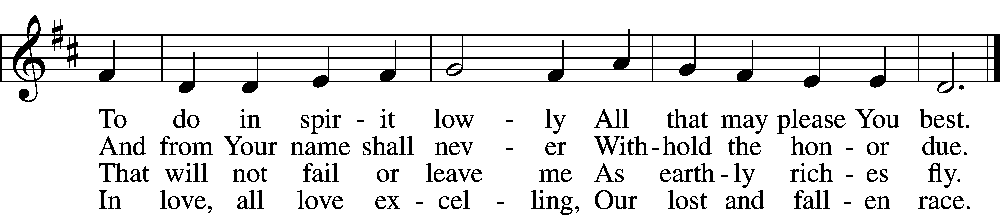 To do in spir - it low - ly All that may please You best.
And from Your name shall nev - er With - hold the hon - or due.
That will not fail or leave me As earth - ly rich - es fly.
In love, all love ex - cel - ling, Our lost and fall - en race.